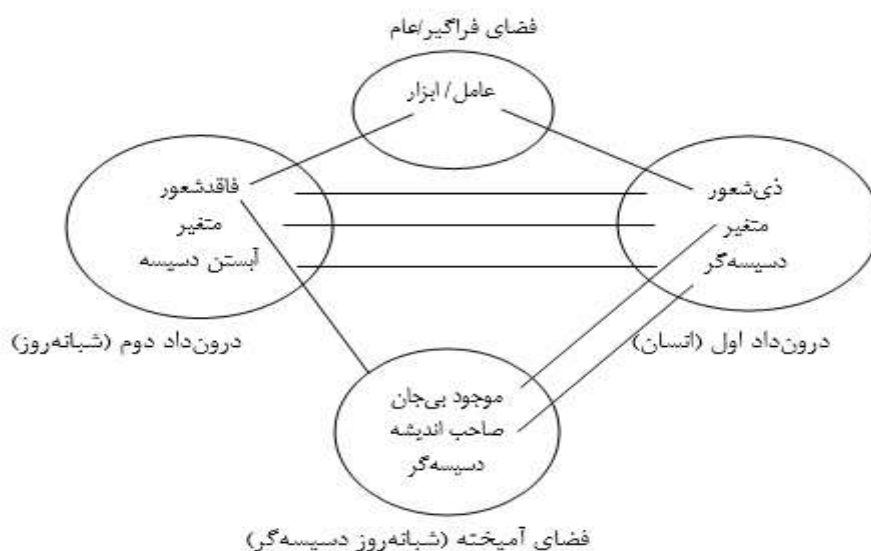 فضای فراگیر/عام
عامل/ ابزار
ذی‌شعور
متغیر
دسیسه‌گر
درون‌داد اول (انسان)
فاقدشعور
متغیر
آبستن دسیسه
درون‌داد دوم (شبانه‌روز)
موجود بی‌جان
صاحب اندیشه
دسیسه‌گر
فضای آمیخته (شبانه‌روز دسیسه‌گر)